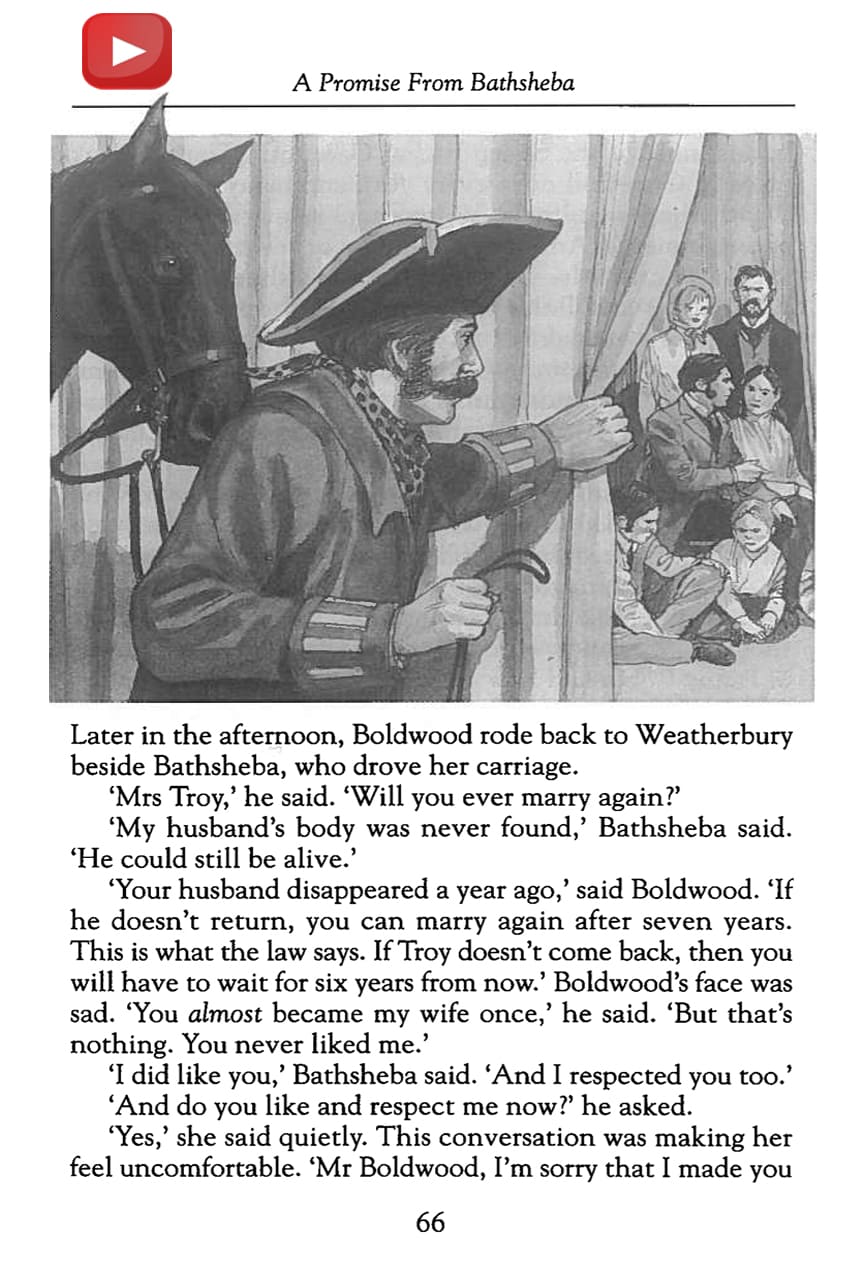 A Promise From Bathsheba
Later in the afternoon, Boldwood rode back to Weatherbury
beside Bathsheba, who drove her carriage.
‘Mrs Troy,’ he said. ‘Will you ever marry again?’
‘My husband’s body was never found,’ Bathsheba said.
‘He could still be alive.’
‘Your husband disappeared a year ago,’ said Boldwood. ‘If
he doesn’t return, you can marry again after seven years.
This is what the law says. If Troy doesn’t come back, then you
will have to wait for six years from now.’ Boldwood’s face was
sad. ‘You almost became my wife once,’ he said. ‘But that’s
nothing. You never liked me.’
‘I did like you,’ Bathsheba said. ‘And I respected you too.’
‘And do you like and respect me now?’ he asked.
‘Yes,’ she said quietly. This conversation was making her
feel uncomfortable. ‘Mr Boldwood, I’m sorry that I made you
66